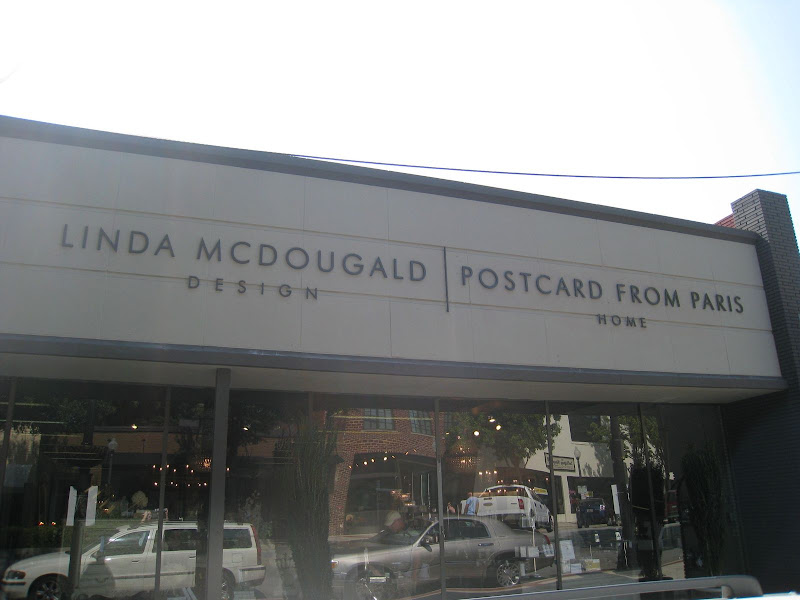 LINDA MCDOUGALD
DESIGN
POSTCARD FROM PARIS
HOME